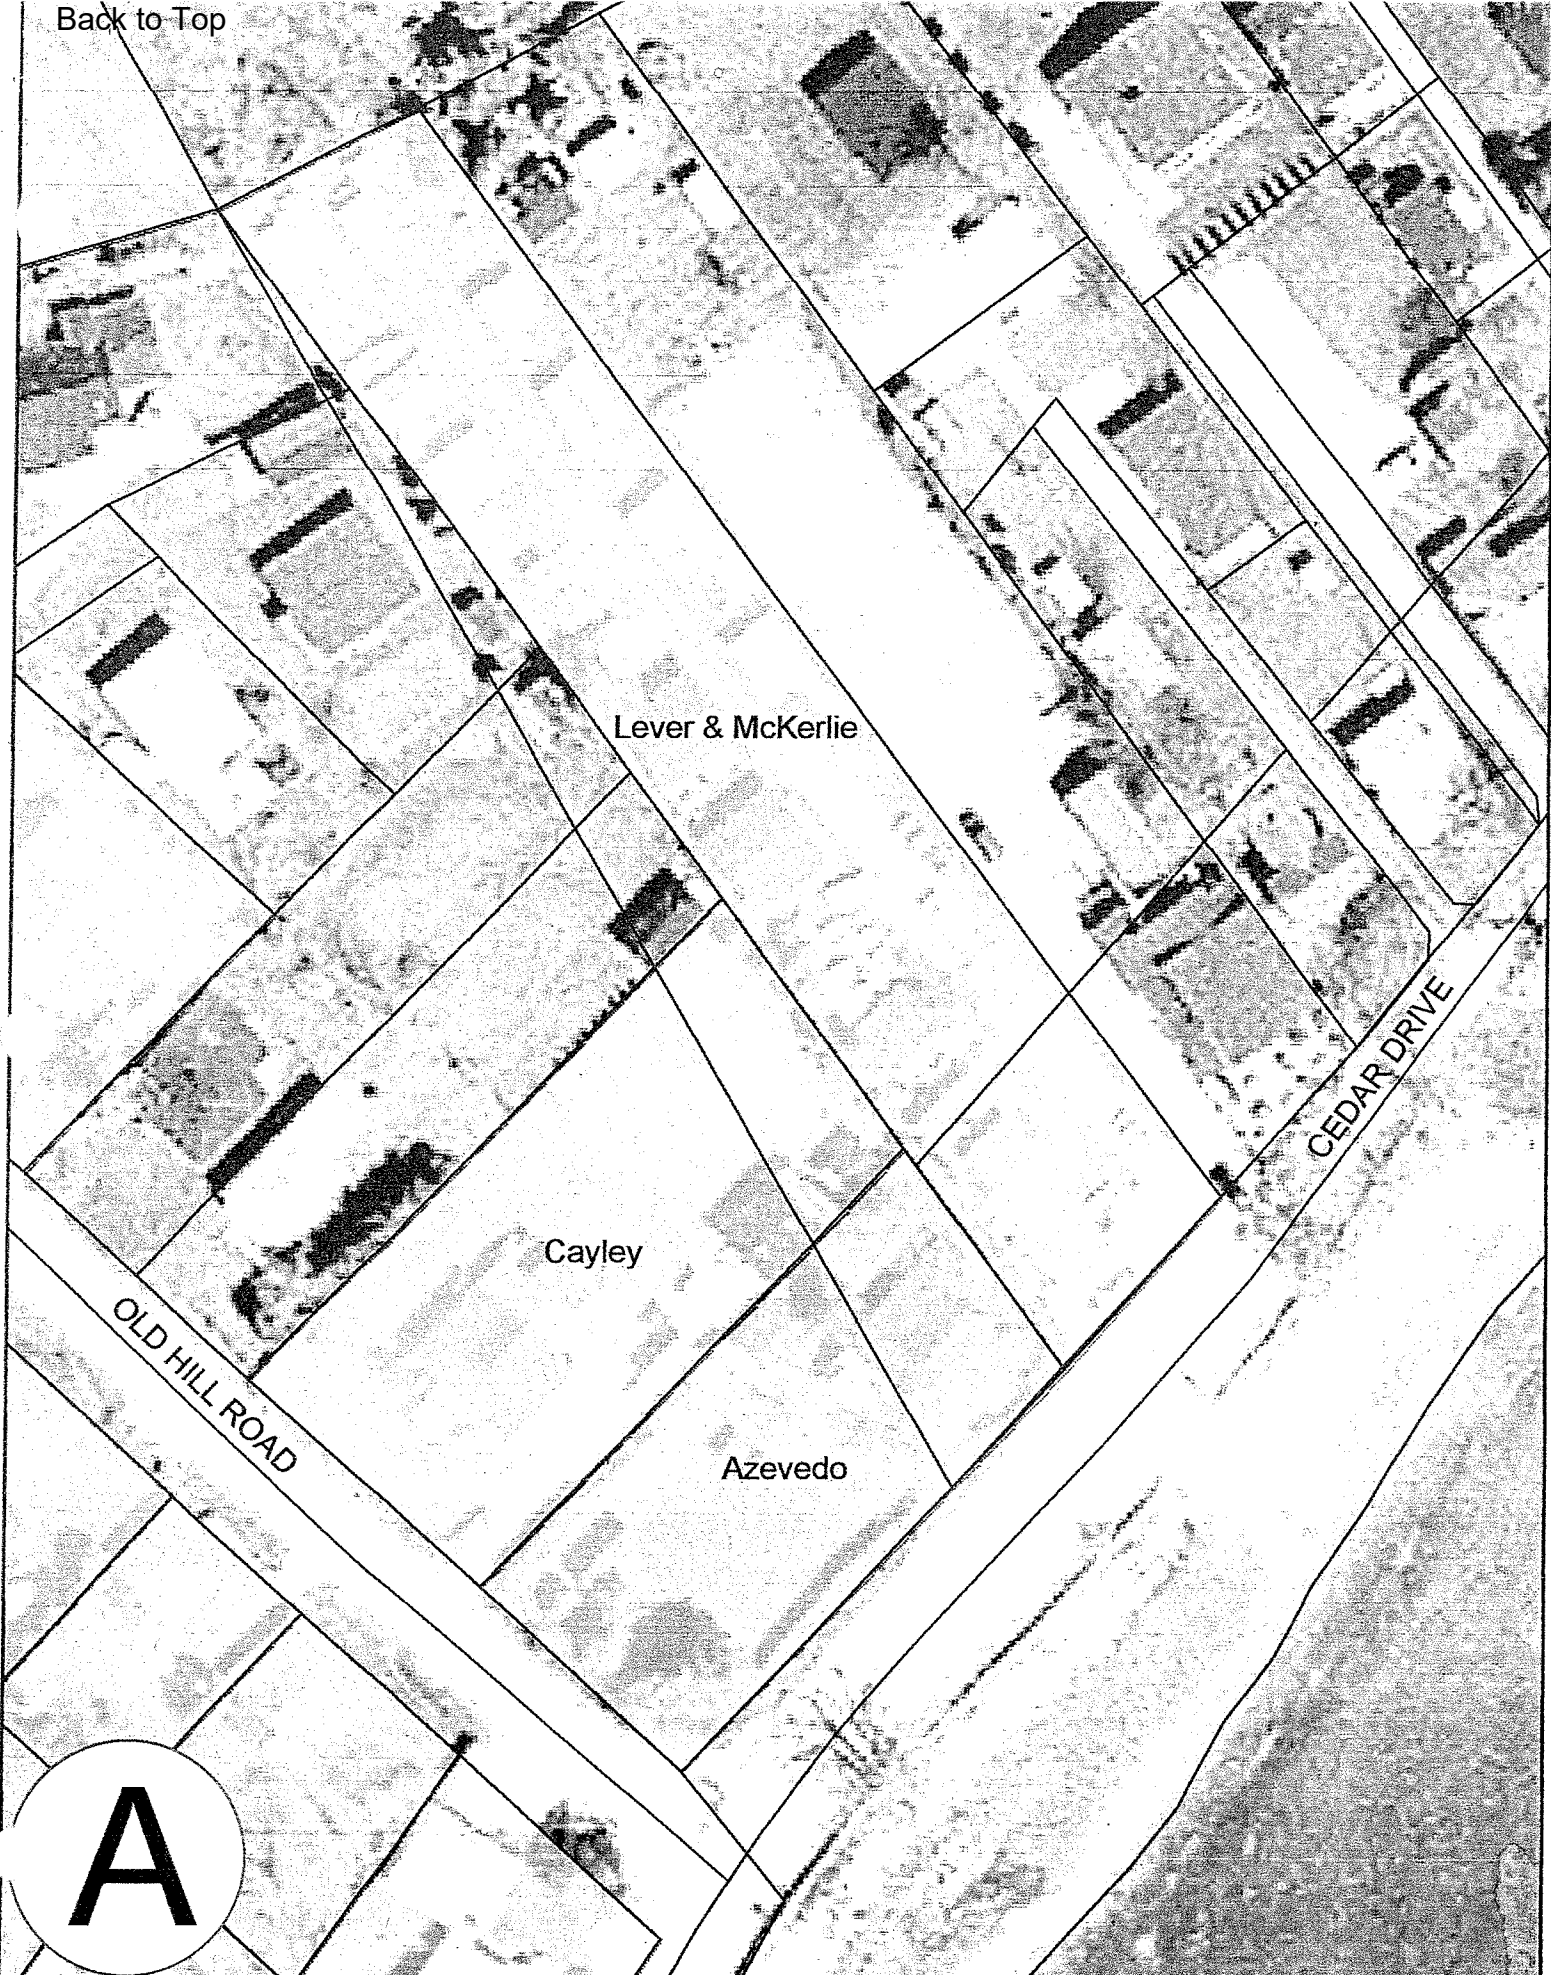 Back to Top
Lever & McKerlie
CEDAR DRIVE
Cayley
OLD HILL ROAD
Azevedo
A